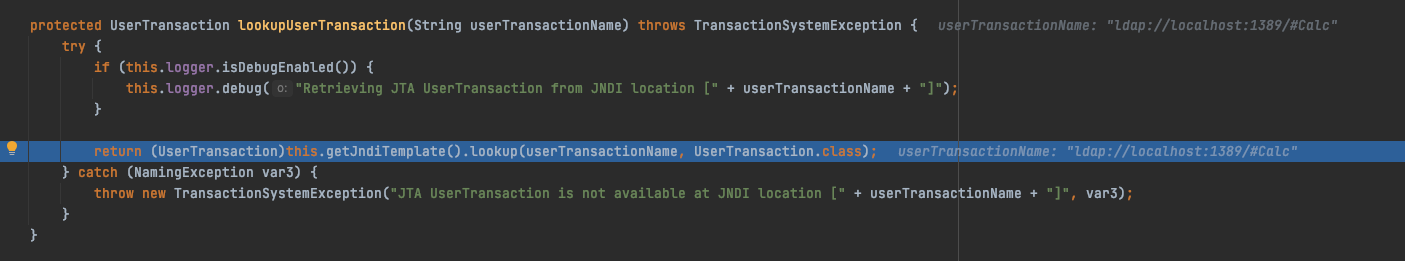 protected UserTransaction lookupUserTransaction(String userTransactionName) throws TransactionSystemException {   userTransactionName: "ldap://localhost:1389/#Calc"
    try {
        if (this.logger.isDebugEnabled()) {
            this.logger.debug( o: "Retrieving JTA UserTransaction from JNDI location [" + userTransactionName + "]");
        }

        return (UserTransaction)this.getJndiTemplate().lookup(userTransactionName, UserTransaction.class);   userTransactionName: "ldap://localhost:1389/#Calc"
    } catch (NamingException var3) {
        throw new TransactionSystemException("JTA UserTransaction is not available at JNDI location [" + userTransactionName + "]", var3);
    }
}